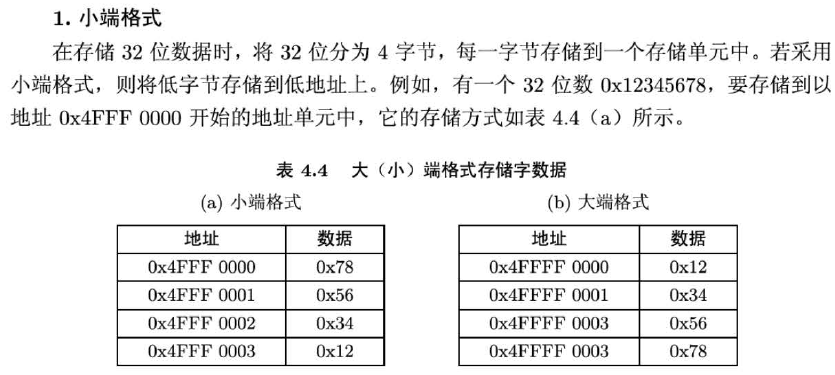 1. 小端格式
在存储 32 位数据时，将 32 位分为 4 字节，每一字节存储到一个存储单元中。若采用
小端格式，则将低字节存储到低地址上。例如，有一个 32 位数 0x12345678，要存储到以
地址 0x4FFF 0000 开始的地址单元中，它的存储方式如表 4.4（a）所示。
表 4.4 大（小）端格式存储字数据
(a) 小端格式 (b) 大端格式
地址 数据 地址 数据
0x4FFF 0000 0x78 0x4FFFF 0000 0x12
0x4FFF 0001 0x56 0x4FFFF 0001 0x34
0x4FFF 0002 0x34 0x4FFFF 0003 0x56
0x4FFF 0003 0x12 0x4FFFF 0003 0x78